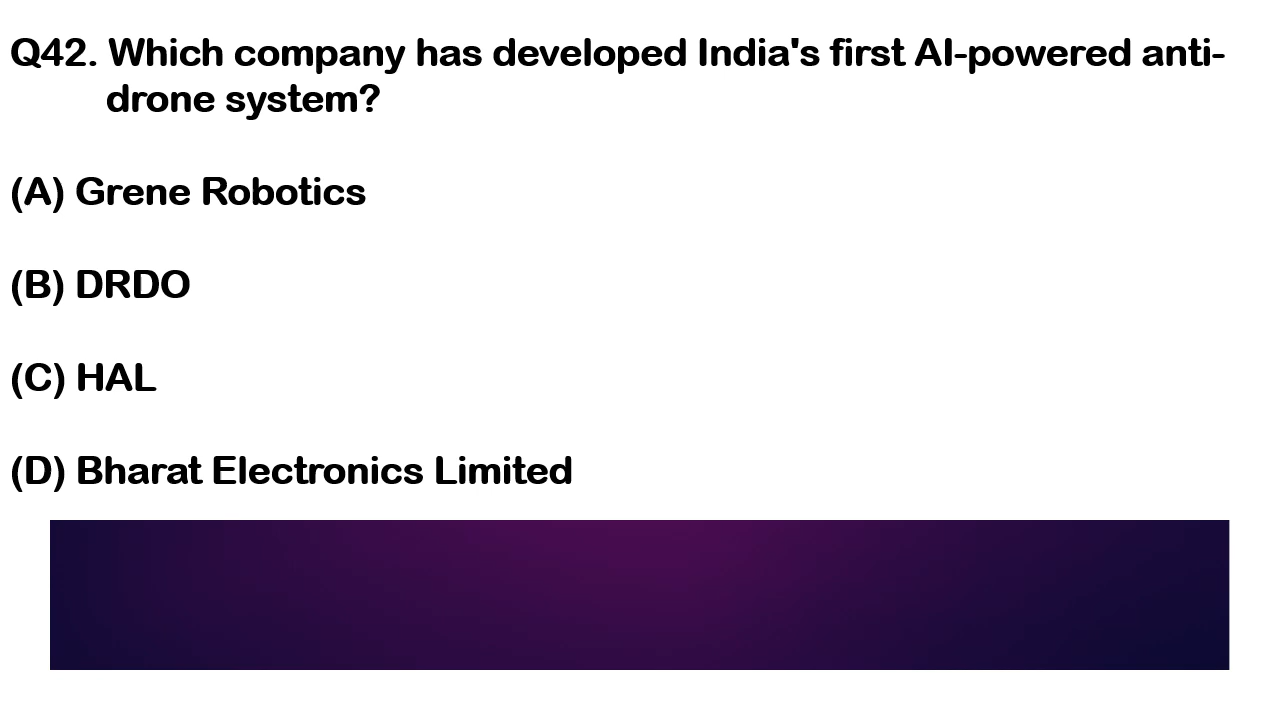 Q42. Which company has developed India's first AI-powered anti-
drone system?
(A) Grene Robotics
(B) DRDO
(C) HAL
(D) Bharat Electronics Limited